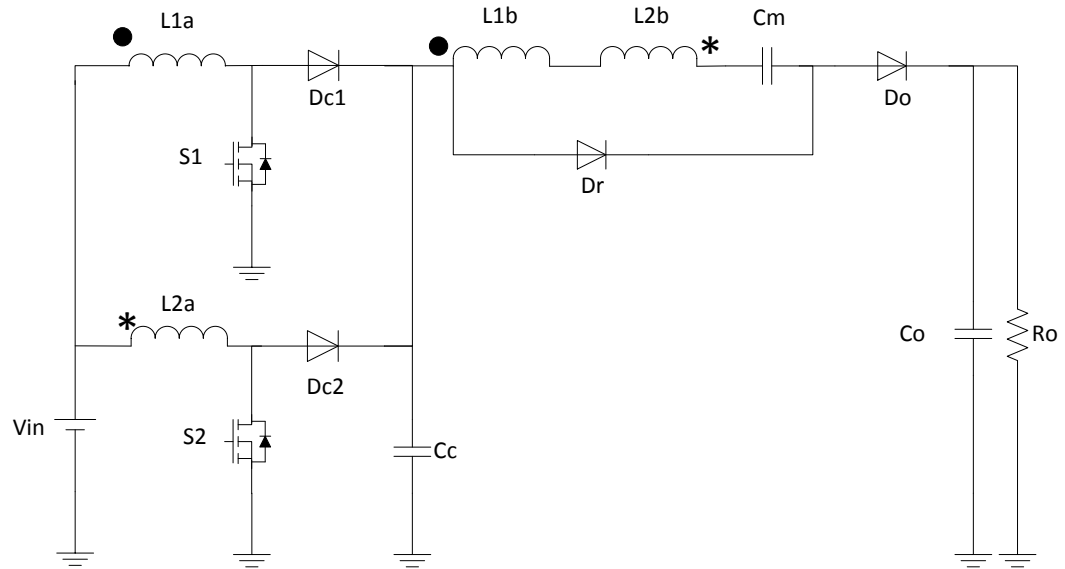 L1a
L1b
L2b
*
Cm
Dc1
Do
S1
Dr
L2a
*
Co
Ro
Dc2
Vin
S2
Cc